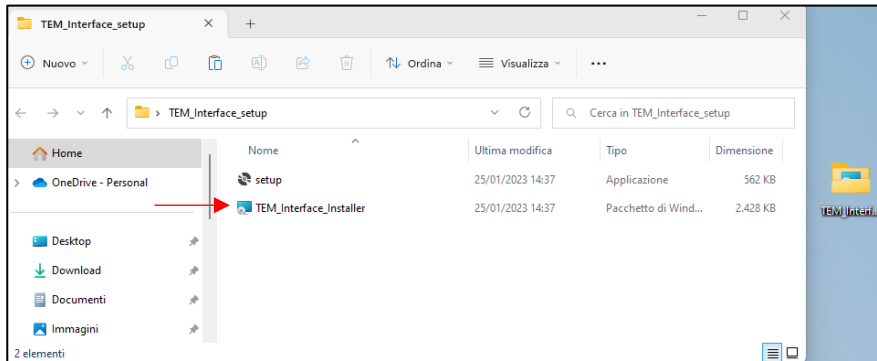 TEM_Interface_setup
Nuovo
Ordina
Visualizza
TEM_Interface_setup
Cerca in TEM_Interface_setup
Home
OneDrive - Personal
Desktop
Download
Documenti
Immagini
Nome Ultima modifica Tipo Dimensione
setup 25/01/2023 14:37 Applicazione 562 KB
TEM_Interface_Installer 25/01/2023 14:37 Pacchetto di Wind... 2.428 KB
2 elementi
TEM_Interf...